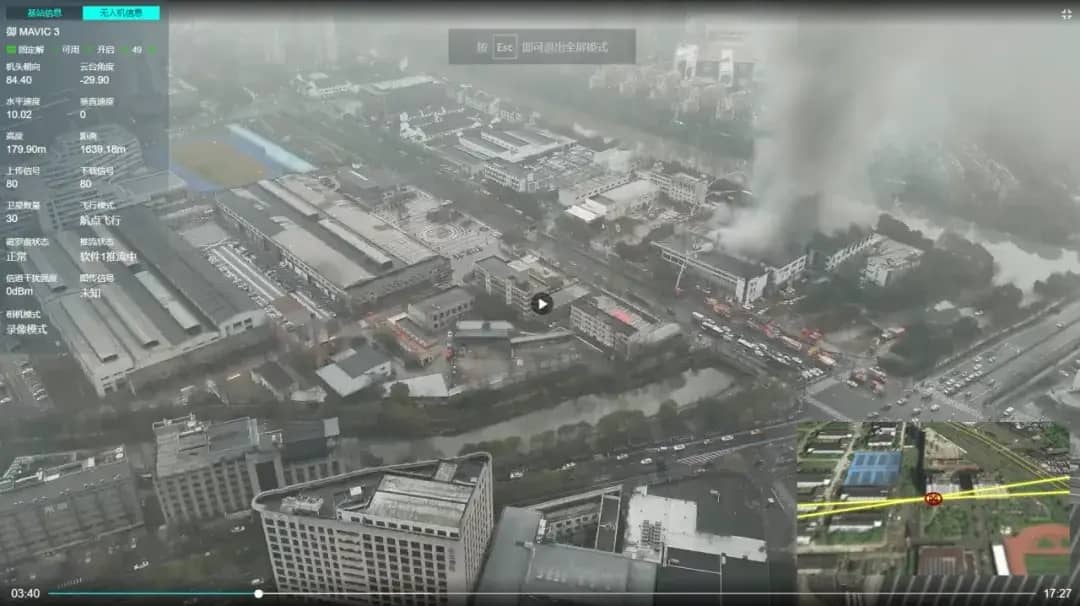 基站信息 无人机信息
御 MAVIC 3
固定解 可用 开启 49
机头朝向 云台角度
84.40 -29.90
水平速度 垂直速度
10.02 0
高度 距离
179.90m 1639.18m
上传信号 下载信号
80 80
卫星数量 飞行模式
30 航点飞行
磁罗盘状态 推流状态
正常 软件1推流中
信道干扰强度 图传信号
0dBm 未知
相机模式
录像模式
按 Esc 即可退出全屏模式
03:40 17:27